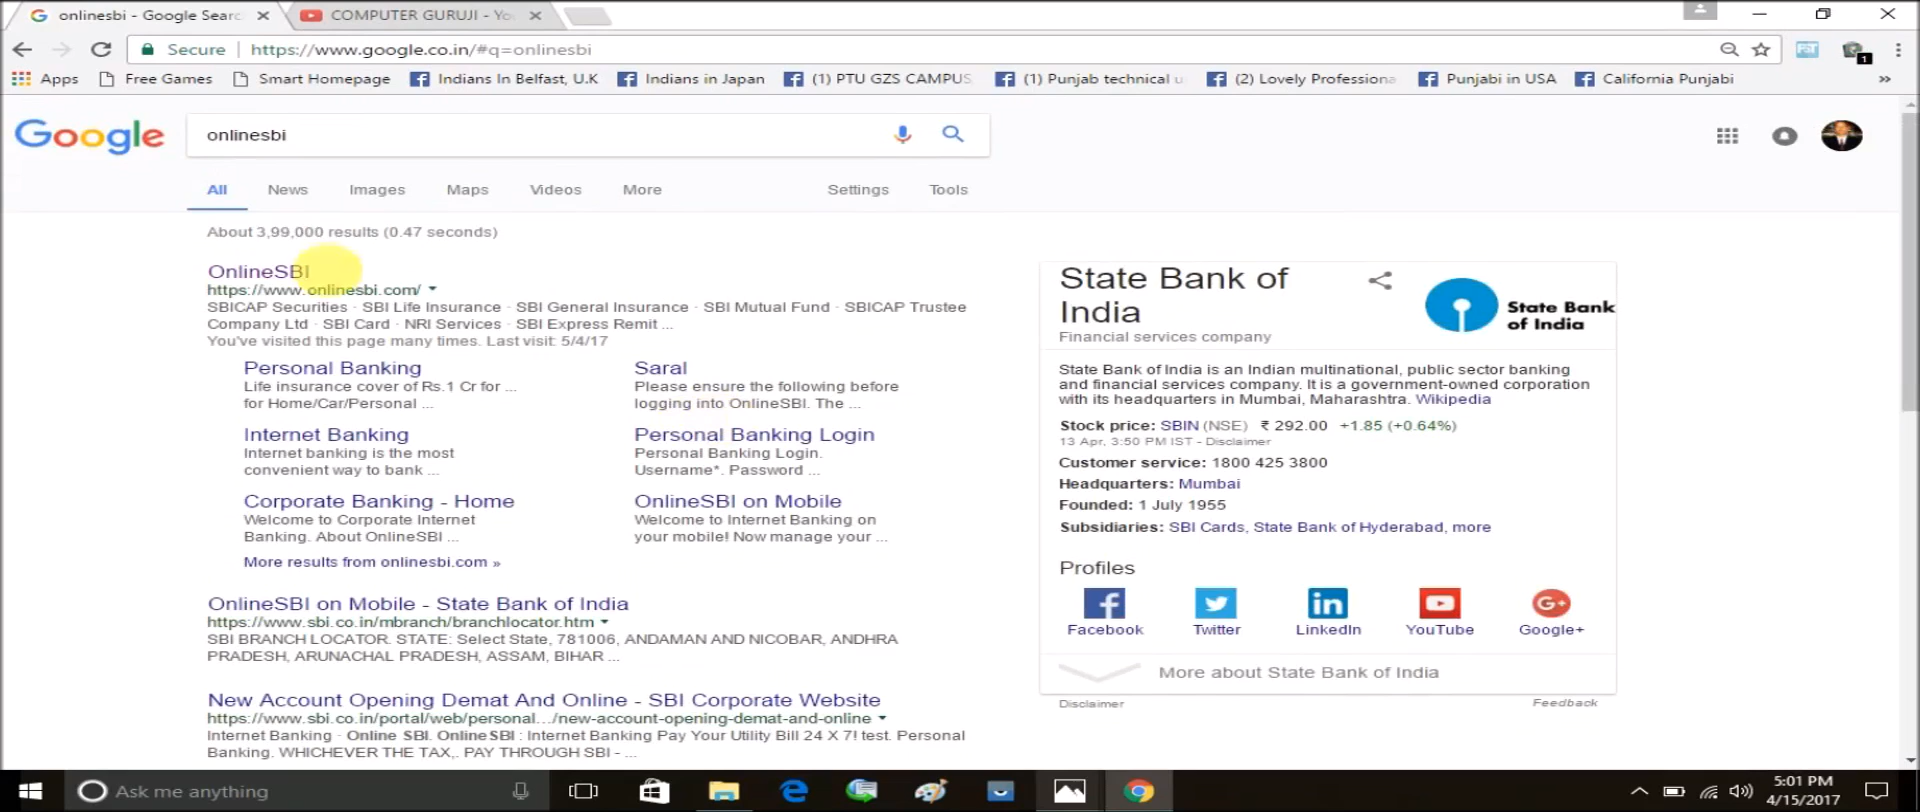 onlinesbi - Google Searc
COMPUTER GURUJI - Yo
Secure | https://www.google.co.in/#q=onlinesbi
Apps Free Games Smart Homepage Indians In Belfast, U.K Indians in Japan (1) PTU GZS CAMPUS (1) Punjab technical u (2) Lovely Professiona Punjabi in USA California Punjabi »
Google
onlinesbi
All News Images Maps Videos More Settings Tools
About 3,99,000 results (0.47 seconds)
OnlineSBI
https://www.onlinesbi.com/
SBICAP Securities · SBI Life Insurance · SBI General Insurance · SBI Mutual Fund · SBICAP Trustee
Company Ltd · SBI Card · NRI Services · SBI Express Remit ...
You've visited this page many times. Last visit: 5/4/17
Personal Banking
Life insurance cover of Rs.1 Cr for ...
for Home/Car/Personal ...
Saral
Please ensure the following before
logging into OnlineSBI. The ...
Internet Banking
Internet banking is the most
convenient way to bank ...
Personal Banking Login
Personal Banking Login.
Username*. Password ...
Corporate Banking - Home
Welcome to Corporate Internet
Banking. About OnlineSBI ...
OnlineSBI on Mobile
Welcome to Internet Banking on
your mobile! Now manage your ...
More results from onlinesbi.com »
OnlineSBI on Mobile - State Bank of India
https://www.sbi.co.in/mbranch/branchlocator.htm
SBI BRANCH LOCATOR. STATE: Select State, 781006, ANDAMAN AND NICOBAR, ANDHRA
PRADESH, ARUNACHAL PRADESH, ASSAM, BIHAR ...
New Account Opening Demat And Online - SBI Corporate Website
https://www.sbi.co.in/portal/web/personal.../new-account-opening-demat-and-online
Internet Banking · Online SBI. OnlineSBI : Internet Banking Pay Your Utility Bill 24 X 7! test. Personal
Banking. WHICHEVER THE TAX,. PAY THROUGH SBI - ...
State Bank of
India
Financial services company
State Bank
of India
State Bank of India is an Indian multinational, public sector banking
and financial services company. It is a government-owned corporation
with its headquarters in Mumbai, Maharashtra. Wikipedia
Stock price: SBIN (NSE) ₹ 292.00 +1.85 (+0.64%)
13 Apr, 3:50 PM IST - Disclaimer
Customer service: 1800 425 3800
Headquarters: Mumbai
Founded: 1 July 1955
Subsidiaries: SBI Cards, State Bank of Hyderabad, more
Profiles
Facebook Twitter LinkedIn YouTube Google+
More about State Bank of India
Disclaimer
Feedback
Ask me anything
5:01 PM
4/15/2017